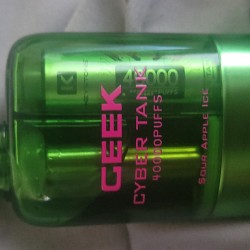 GEEK
CYBER TANK
40000PUFFS
SOUR APPLE ICE